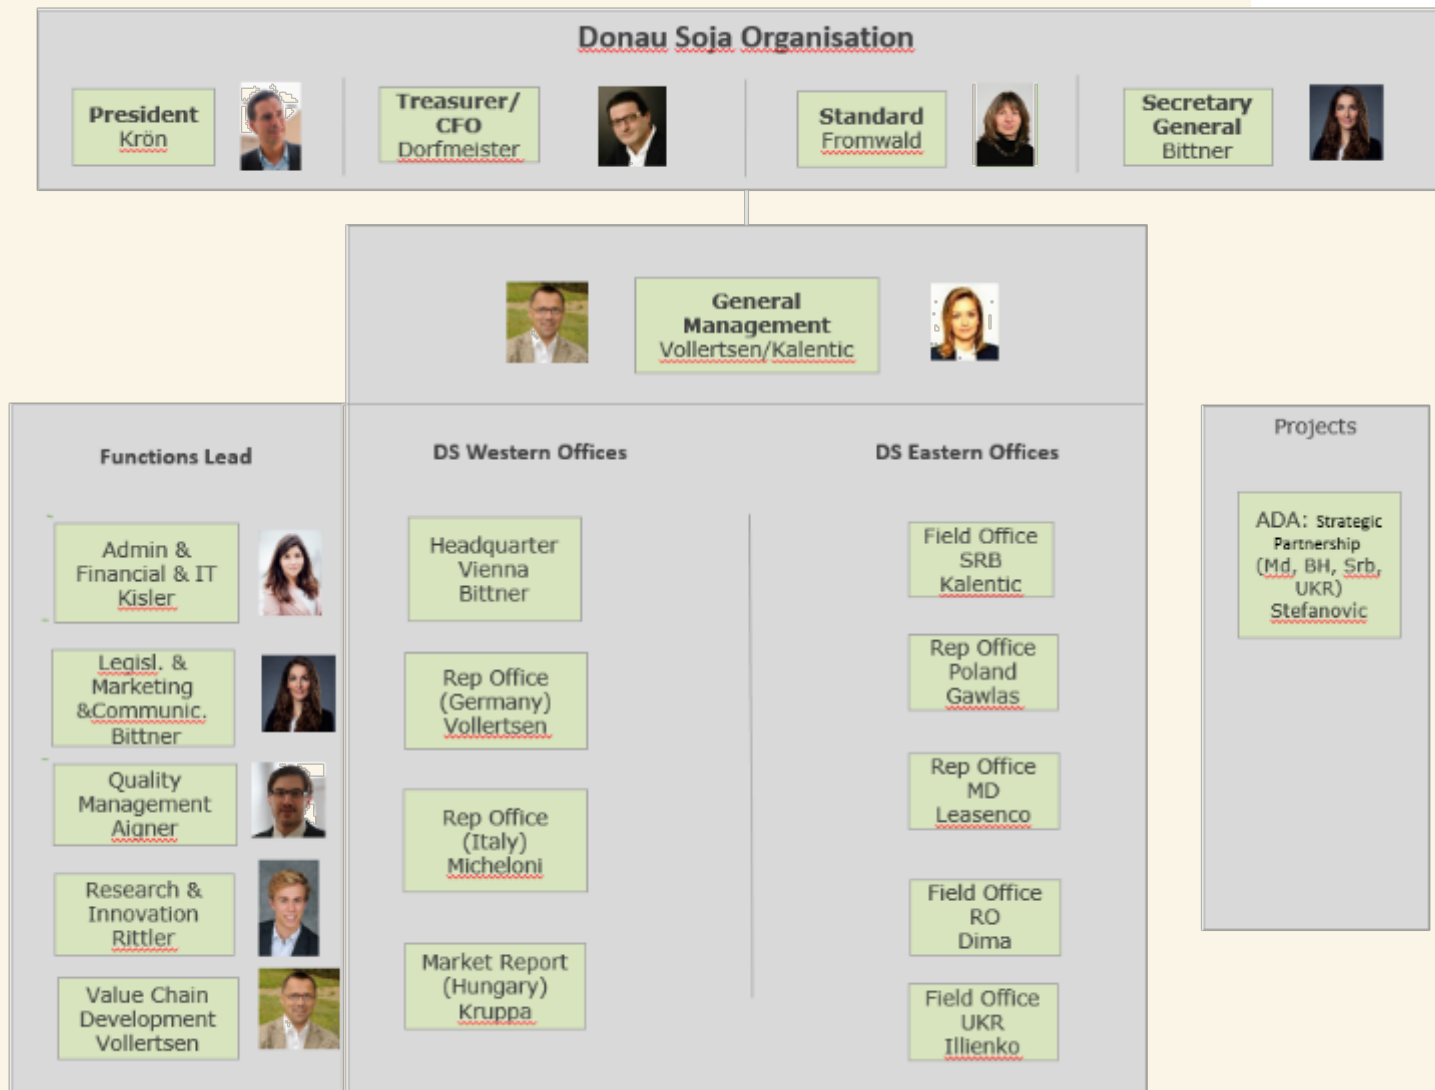 Donau Soja Organisation
President
Krön
Treasurer/
CFO
Dorfmeister
Standard
Fromwald
Secretary
General
Bittner
General
Management
Vollertsen/Kalentic
Functions Lead
Admin &
Financial & IT
Kisler
Legisl. &
Marketing
&Communic.
Bittner
Quality
Management
Aigner
Research &
Innovation
Rittler
Value Chain
Development
Vollertsen
DS Western Offices
Headquarter
Vienna
Bittner
Rep Office
(Germany)
Vollertsen
Rep Office
(Italy)
Micheloni
Market Report
(Hungary)
Kruppa
DS Eastern Offices
Field Office
SRB
Kalentic
Rep Office
Poland
Gawlas
Rep Office
MD
Leasenco
Field Office
RO
Dima
Field Office
UKR
Illienko
Projects
ADA: Strategic
Partnership
(Md, BH, Srb,
UKR)
Stefanovic